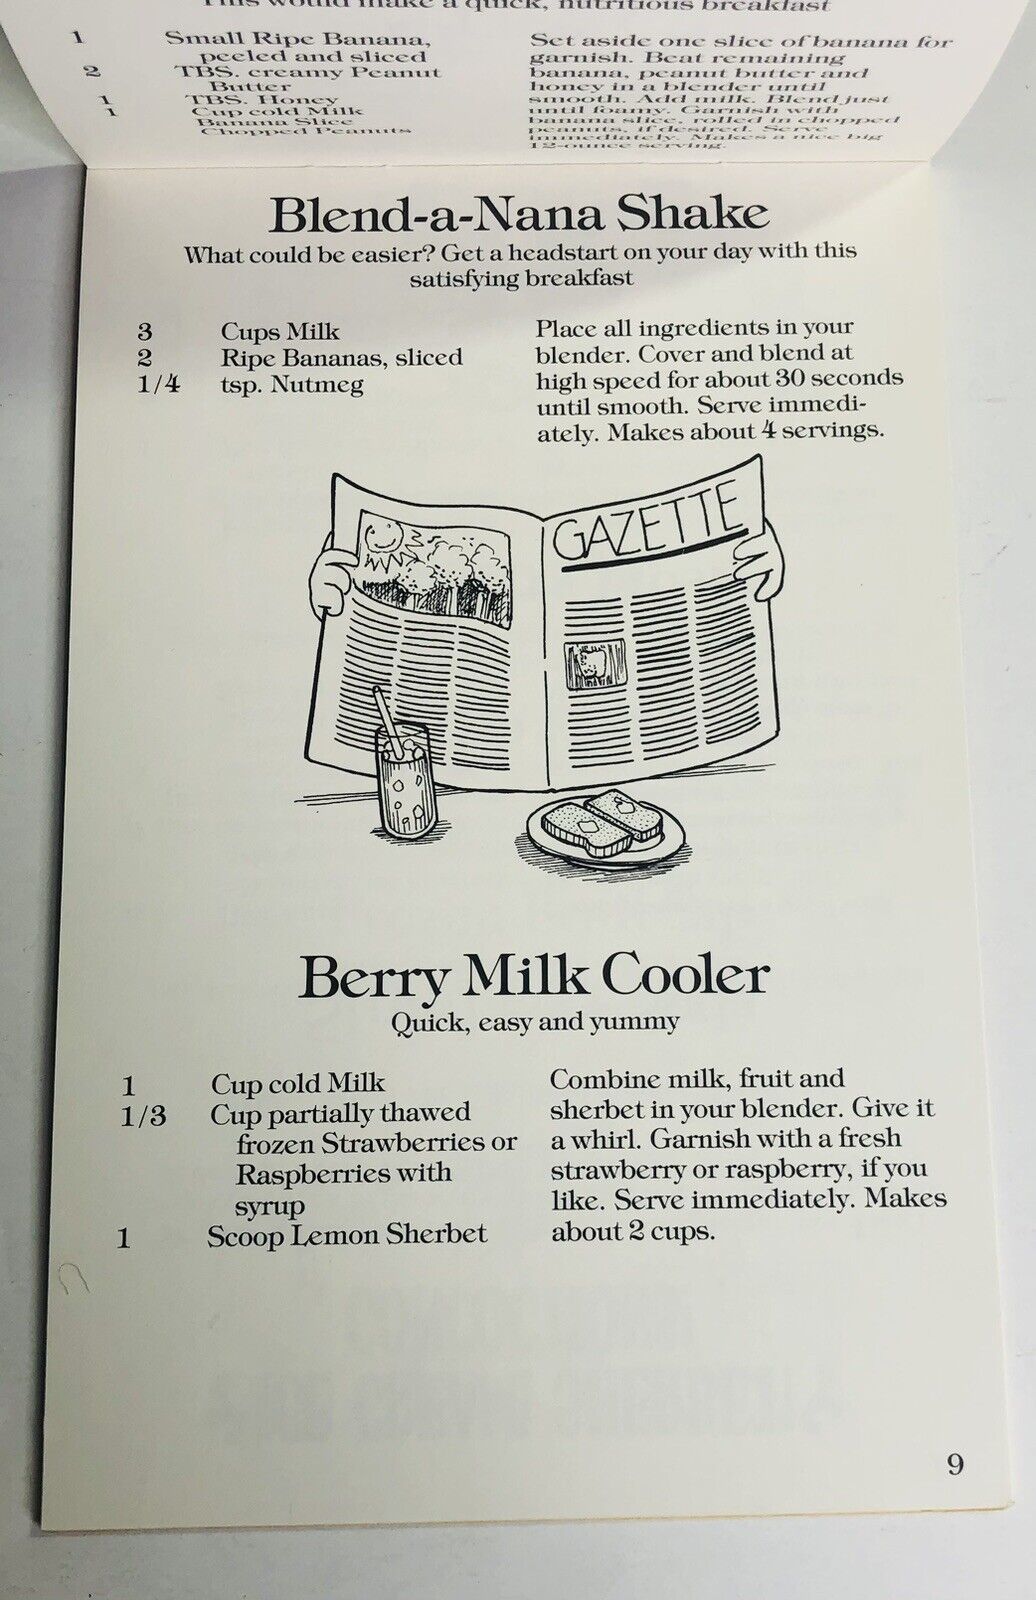 This would make a quick, nutritious breakfast
1 Small Ripe Banana,
peeled and sliced
2 TBS. creamy Peanut
Butter
1 TBS. Honey
1 Cup cold Milk
Banana Slice
Chopped Peanuts
Set aside one slice of banana for
garnish. Beat remaining
banana, peanut butter and
honey in a blender until
smooth. Add milk. Blend just
until foamy. Garnish with
banana slice, rolled in chopped
peanuts, if desired. Serve
immediately. Makes a nice big
12-ounce serving.
Blend-a-Nana Shake
What could be easier? Get a headstart on your day with this
satisfying breakfast
3 Cups Milk
2 Ripe Bananas, sliced
1/4 tsp. Nutmeg
Place all ingredients in your
blender. Cover and blend at
high speed for about 30 seconds
until smooth. Serve immedi-
ately. Makes about 4 servings.
GAZETTE
Berry Milk Cooler
Quick, easy and yummy
1 Cup cold Milk
1/3 Cup partially thawed
frozen Strawberries or
Raspberries with
syrup
1 Scoop Lemon Sherbet
Combine milk, fruit and
sherbet in your blender. Give it
a whirl. Garnish with a fresh
strawberry or raspberry, if you
like. Serve immediately. Makes
about 2 cups.
9